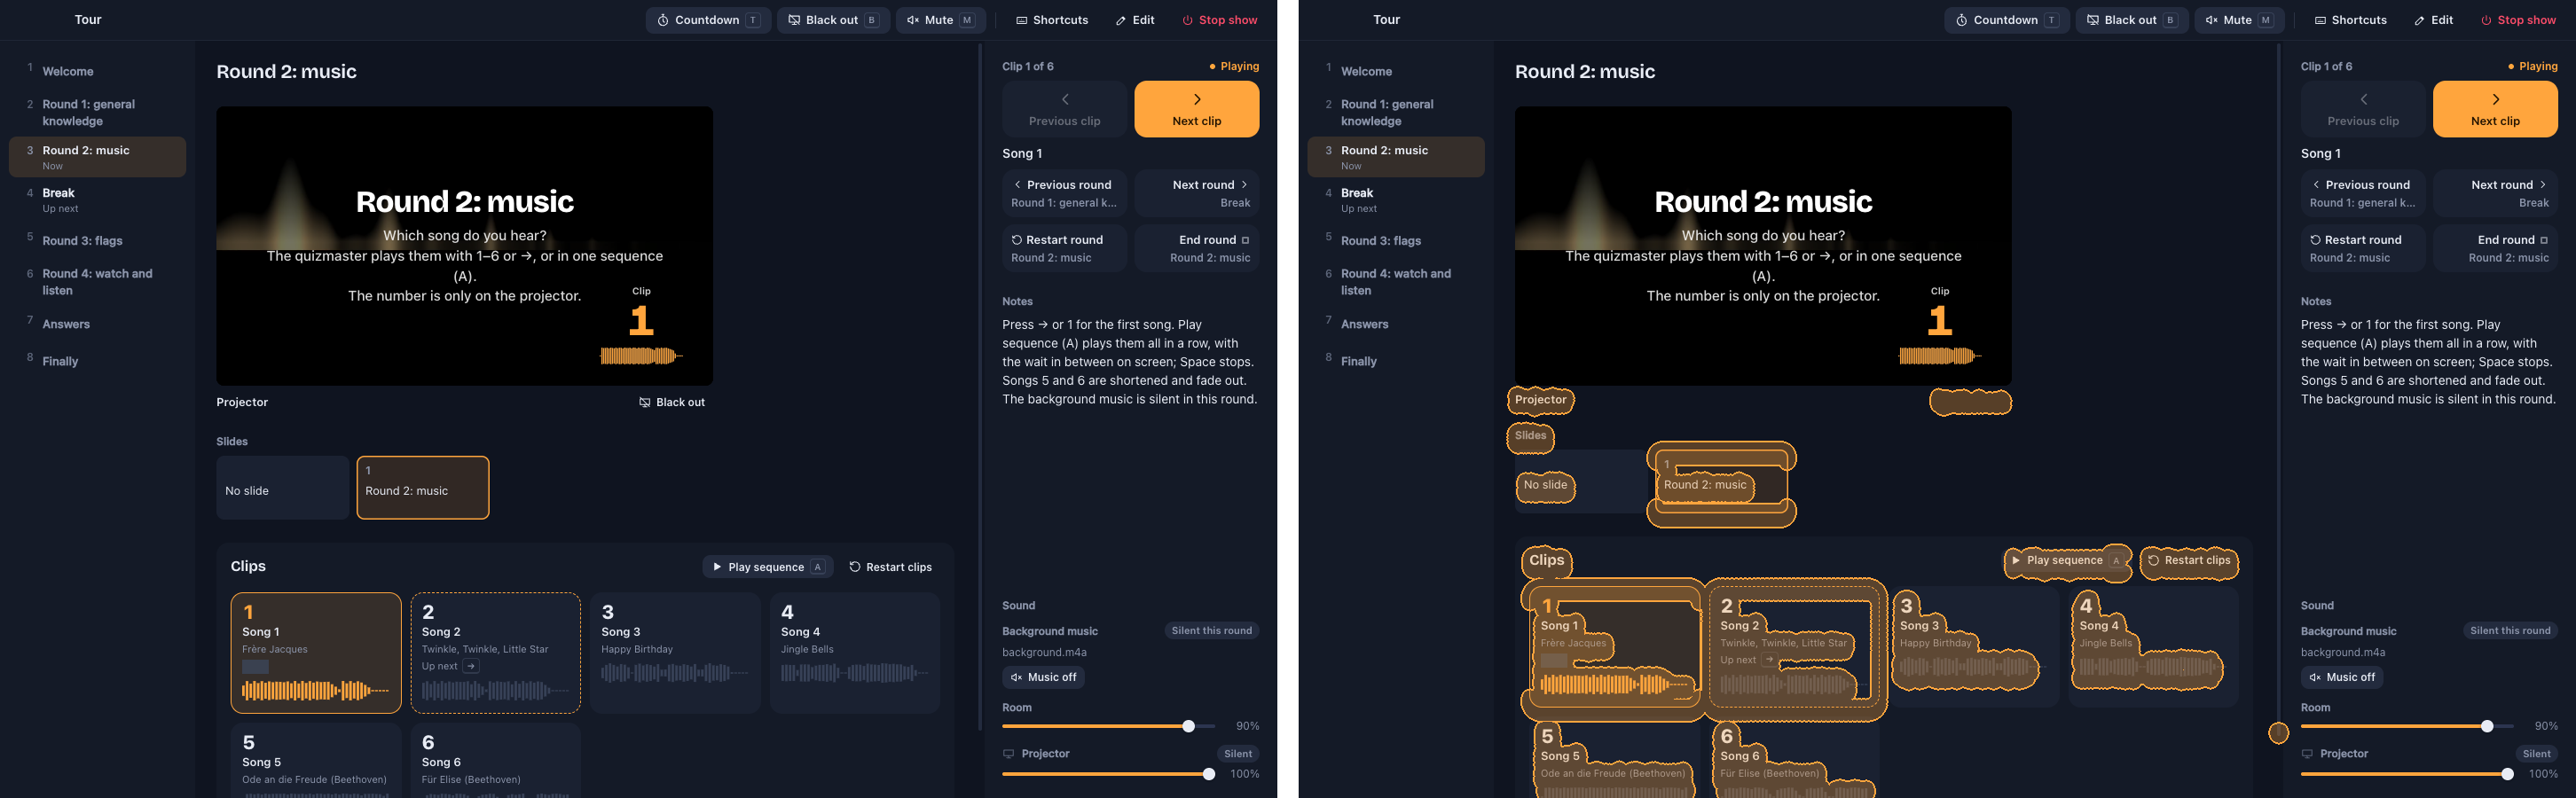 Tour
Countdown T
Black out B
Mute M
Shortcuts
Edit
Stop show
1 Welcome
2 Round 1: general
knowledge
3 Round 2: music
Now
4 Break
Up next
5 Round 3: flags
6 Round 4: watch and
listen
7 Answers
8 Finally
Round 2: music
Round 2: music
Which song do you hear?
The quizmaster plays them with 1–6 or →, or in one sequence
(A).
The number is only on the projector.
Clip
1
Projector
Black out
Slides
No slide
1
Round 2: music
Clips
Play sequence A
Restart clips
1
Song 1
Frère Jacques
2
Song 2
Twinkle, Twinkle, Little Star
Up next →
3
Song 3
Happy Birthday
4
Song 4
Jingle Bells
5
Song 5
Ode an die Freude (Beethoven)
6
Song 6
Für Elise (Beethoven)
Clip 1 of 6
Playing
Previous clip
Next clip
Song 1
Previous round
Round 1: general k...
Next round
Break
Restart round
Round 2: music
End round
Round 2: music
Notes
Press → or 1 for the first song. Play
sequence (A) plays them all in a row, with
the wait in between on screen; Space stops.
Songs 5 and 6 are shortened and fade out.
The background music is silent in this round.
Sound
Background music
Silent this round
background.m4a
Music off
Room
90%
Projector
Silent
100%
Tour
Countdown T
Black out B
Mute M
Shortcuts
Edit
Stop show
1 Welcome
2 Round 1: general
knowledge
3 Round 2: music
Now
4 Break
Up next
5 Round 3: flags
6 Round 4: watch and
listen
7 Answers
8 Finally
Round 2: music
Round 2: music
Which song do you hear?
The quizmaster plays them with 1–6 or →, or in one sequence
(A).
The number is only on the projector.
Clip
1
Projector
Slides
No slide
1
Round 2: music
Clips
Play sequence A
Restart clips
1
Song 1
Frère Jacques
2
Song 2
Twinkle, Twinkle, Little Star
Up next →
3
Song 3
Happy Birthday
4
Song 4
Jingle Bells
5
Song 5
Ode an die Freude (Beethoven)
6
Song 6
Für Elise (Beethoven)
Clip 1 of 6
Playing
Previous clip
Next clip
Song 1
Previous round
Round 1: general k...
Next round
Break
Restart round
Round 2: music
End round
Round 2: music
Notes
Press → or 1 for the first song. Play
sequence (A) plays them all in a row, with
the wait in between on screen; Space stops.
Songs 5 and 6 are shortened and fade out.
The background music is silent in this round.
Sound
Background music
Silent this round
background.m4a
Music off
Room
90%
Projector
Silent
100%